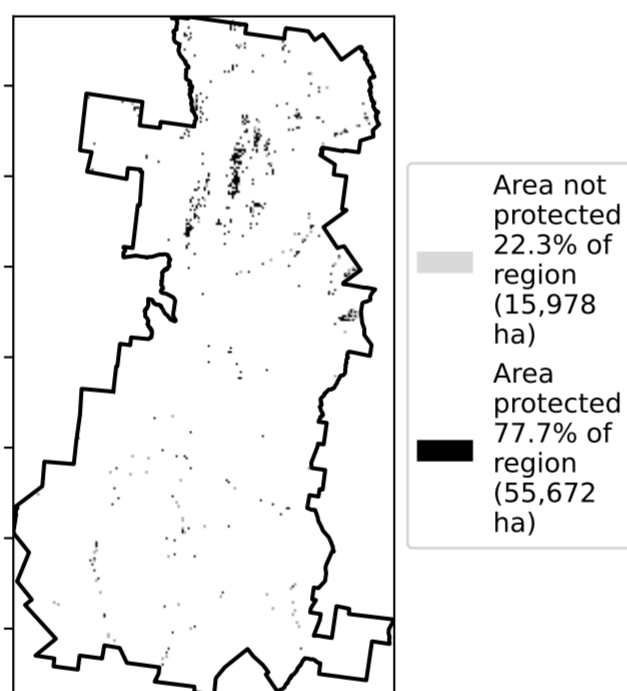 Area not
protected
22.3% of
region
(15,978
ha)
Area
protected
77.7% of
region
(55,672
ha)